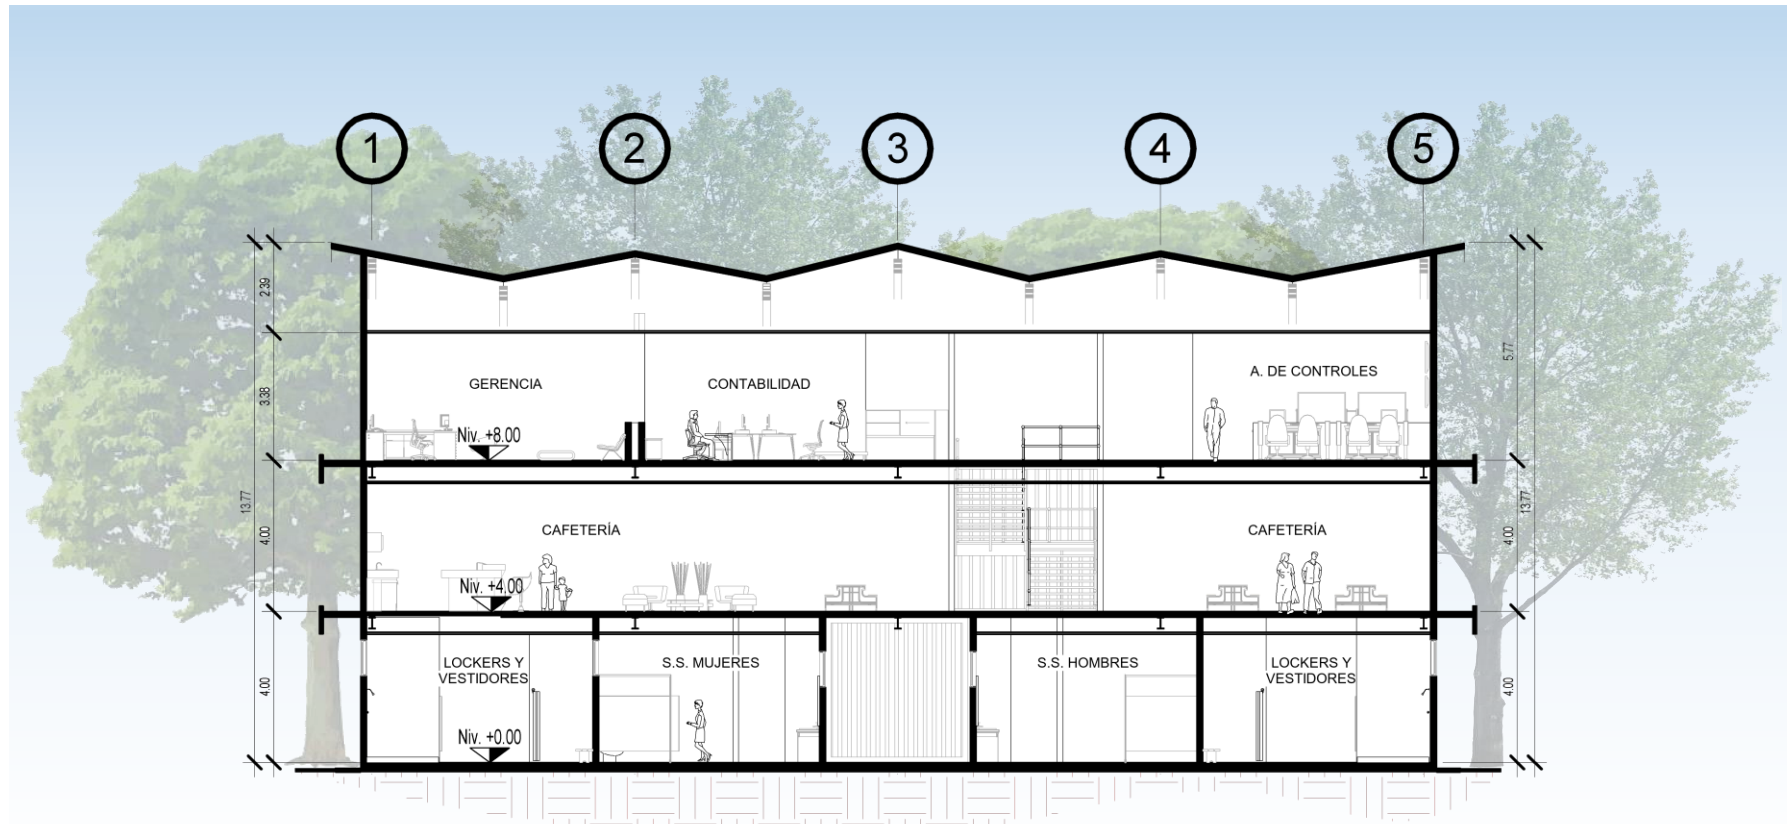 1
2
3
4
5
2.39
3.38
13.77
4.00
4.00
5.77
13.77
4.00
4.00
GERENCIA
CONTABILIDAD
A. DE CONTROLES
Niv. +8.00
CAFETERÍA
CAFETERÍA
Niv. +4.00
LOCKERS Y
VESTIDORES
S.S. MUJERES
S.S. HOMBRES
LOCKERS Y
VESTIDORES
Niv. +0.00